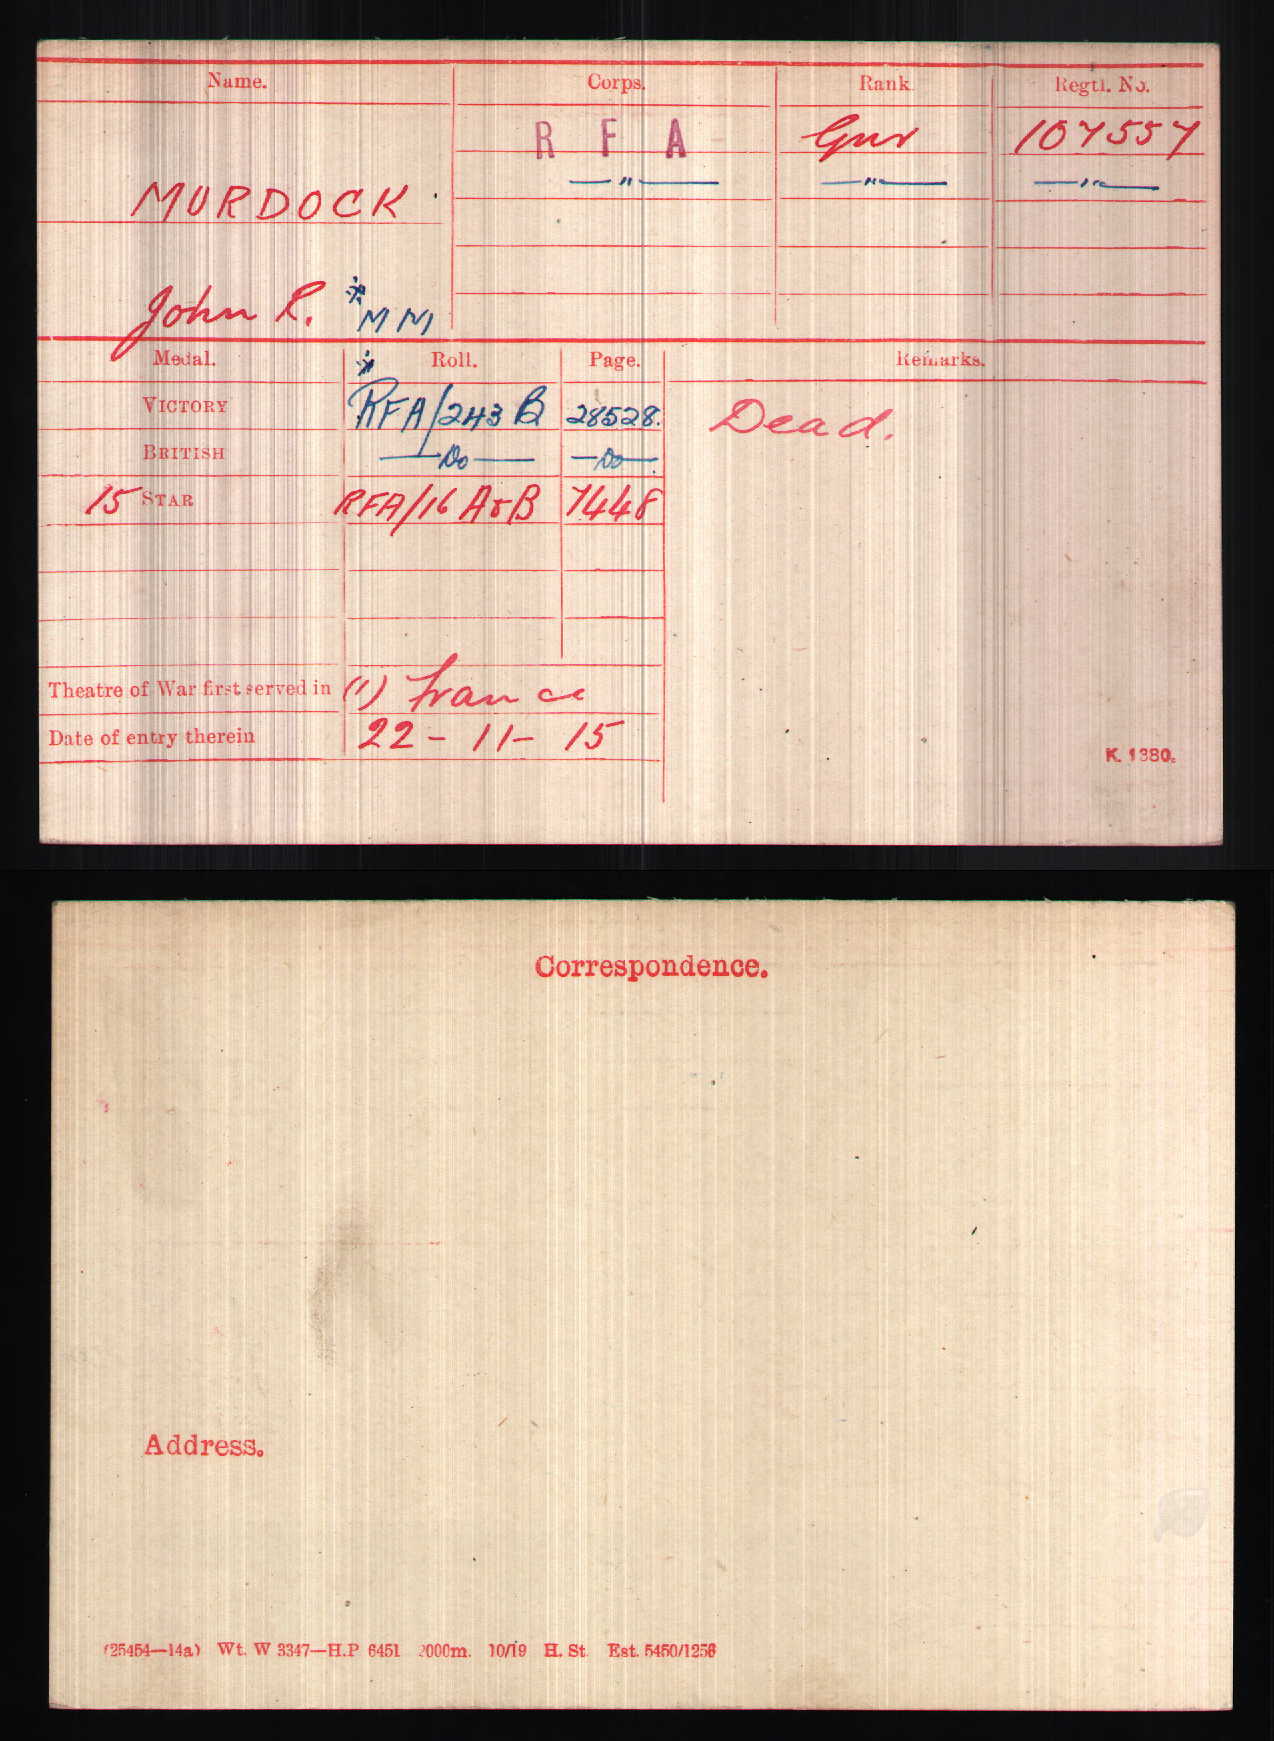 Name. Corps. Rank. Regtl. No.
R F A Gnr 107557
—"— —"— —"—
MURDOCK
John R. * MM
Medal. * Roll. Page. Remarks.
VICTORY RFA/243 B 28528. Dead.
BRITISH —Do— —Do—
15 STAR RFA/16 A&B 7448
Theatre of War first served in (1) France
Date of entry therein 22-11-15
K. 1380.
Correspondence.
Address.
(25454—14a) Wt. W 3347—H.P 6451 2000m. 10/19 H. St. Est. 5450/1256